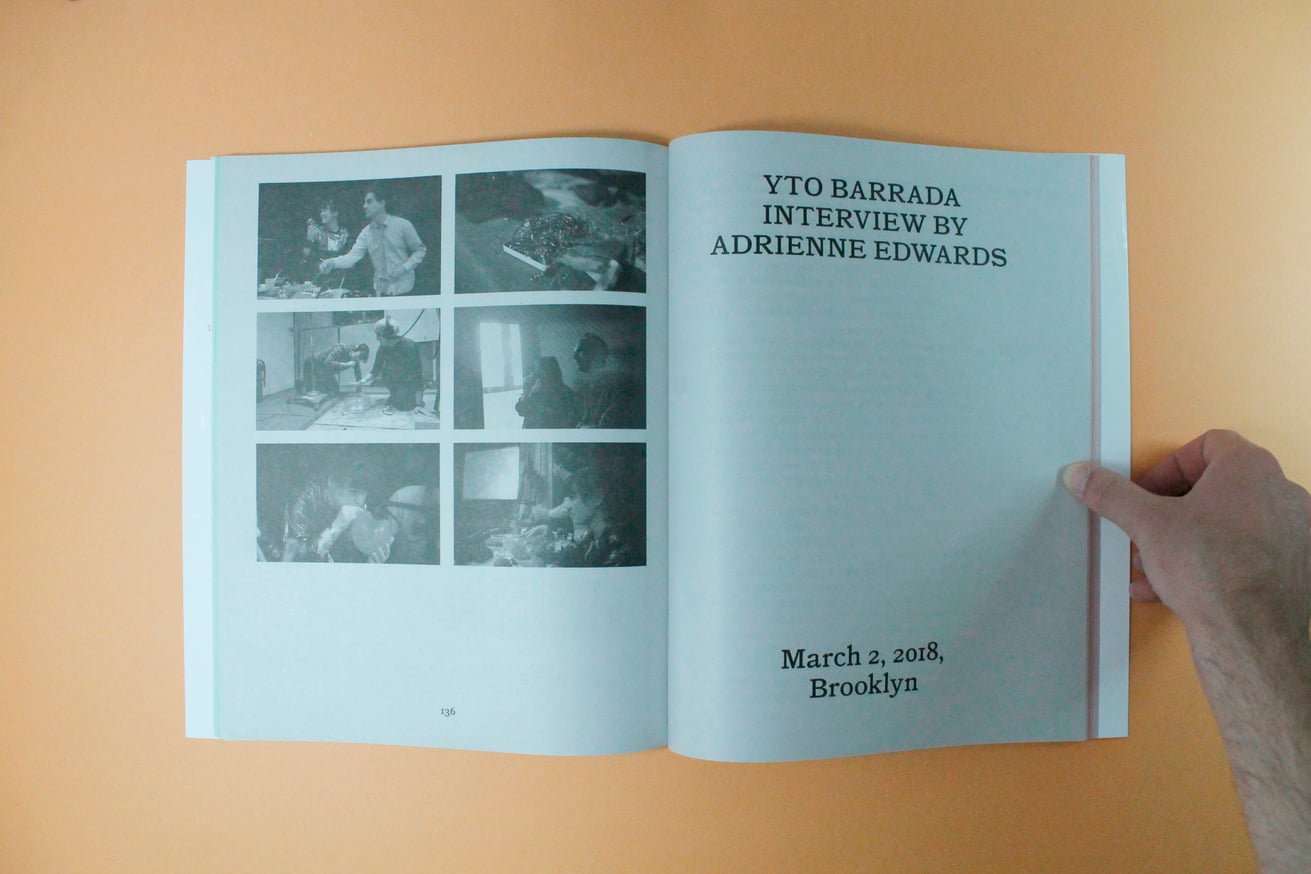 136
YTO BARRADA
INTERVIEW BY
ADRIENNE EDWARDS
March 2, 2018,
Brooklyn